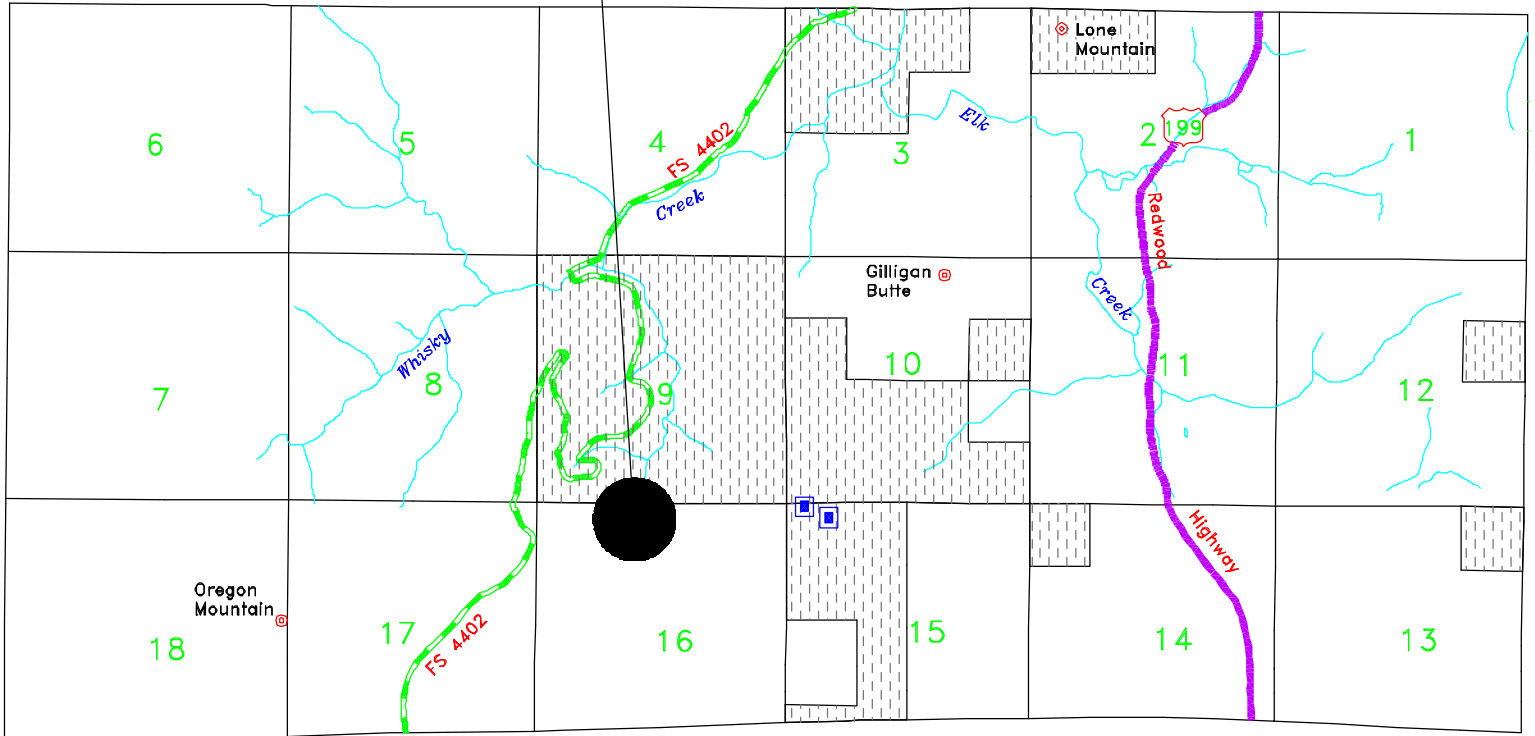 Lone
Mountain
6
5
4
FS 4402
3
Elk
2
199
1
Creek
Redwood
Gilligan
Butte
Creek
Whisky
7
8
9
10
11
12
Highway
Oregon
Mountain
18
17
FS 4402
16
15
14
13